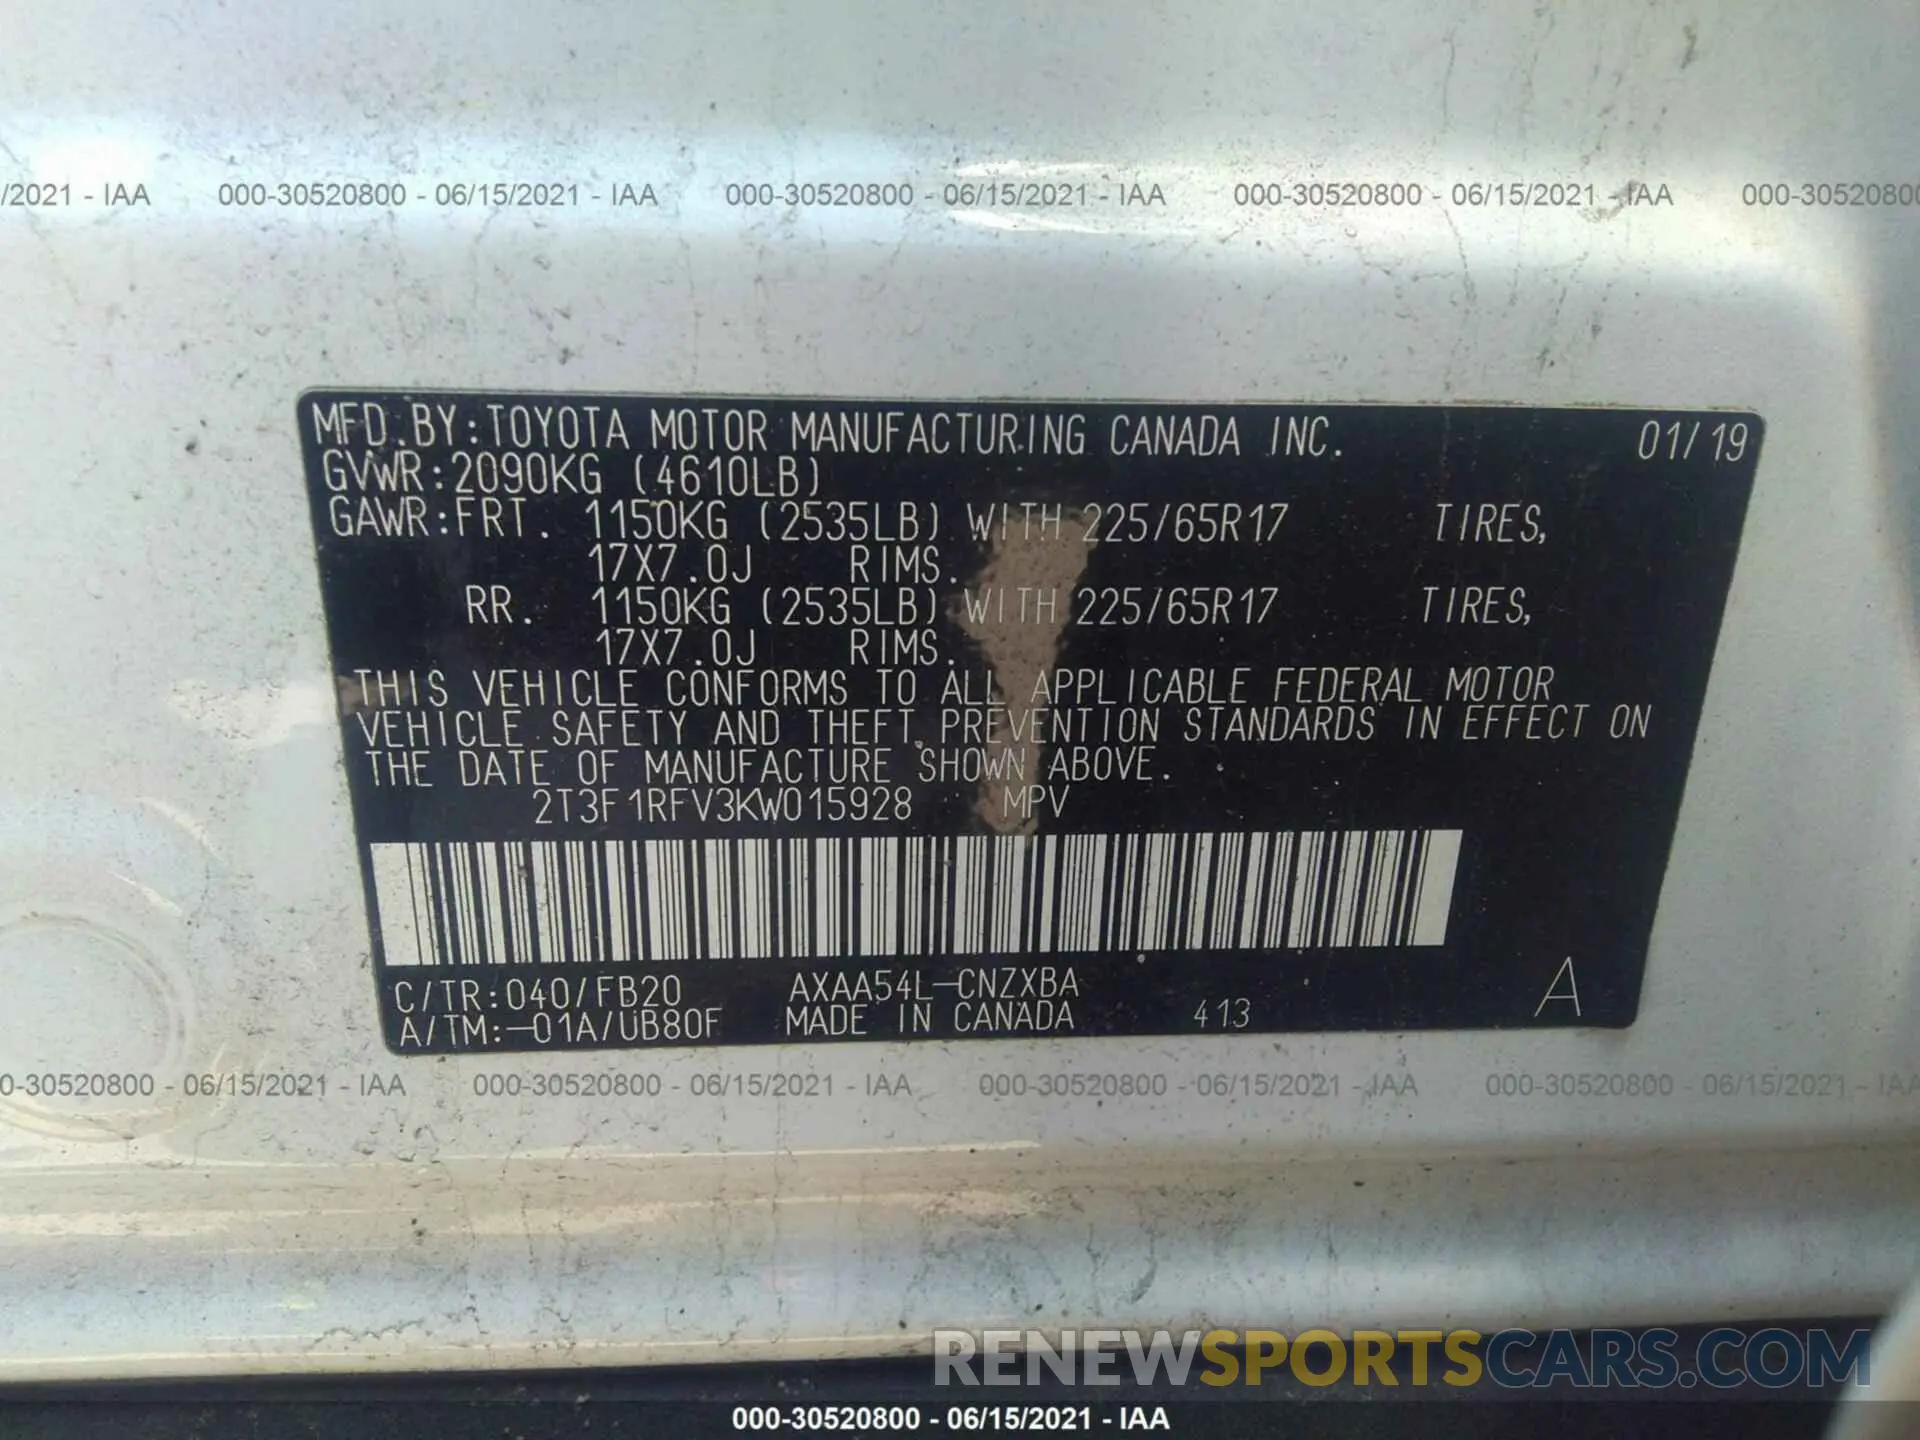 /2021 - IAA 000-30520800 - 06/15/2021 - IAA 000-30520800 - 06/15/2021 - IAA 000-30520800 - 06/15/2021 - IAA 000-30520800
MFD.BY:TOYOTA MOTOR MANUFACTURING CANADA INC. 01/19
GVWR:2090KG (4610LB)
GAWR:FRT. 1150KG (2535LB) WITH 225/65R17 TIRES,
17X7.0J RIMS.
RR. 1150KG (2535LB) WITH 225/65R17 TIRES,
17X7.0J RIMS.
THIS VEHICLE CONFORMS TO ALL APPLICABLE FEDERAL MOTOR
VEHICLE SAFETY AND THEFT PREVENTION STANDARDS IN EFFECT ON
THE DATE OF MANUFACTURE SHOWN ABOVE.
2T3F1RFV3KW015928 MPV
C/TR:040/FB20 AXAA54L-CNZXBA A
A/TM:-01A/UB80F MADE IN CANADA 413
0-30520800 - 06/15/2021 - IAA 000-30520800 - 06/15/2021 - IAA 000-30520800 - 06/15/2021 - IAA 000-30520800 - 06/15/2021 - IAA
RENEWSPORTSCARS.COM
000-30520800 - 06/15/2021 - IAA